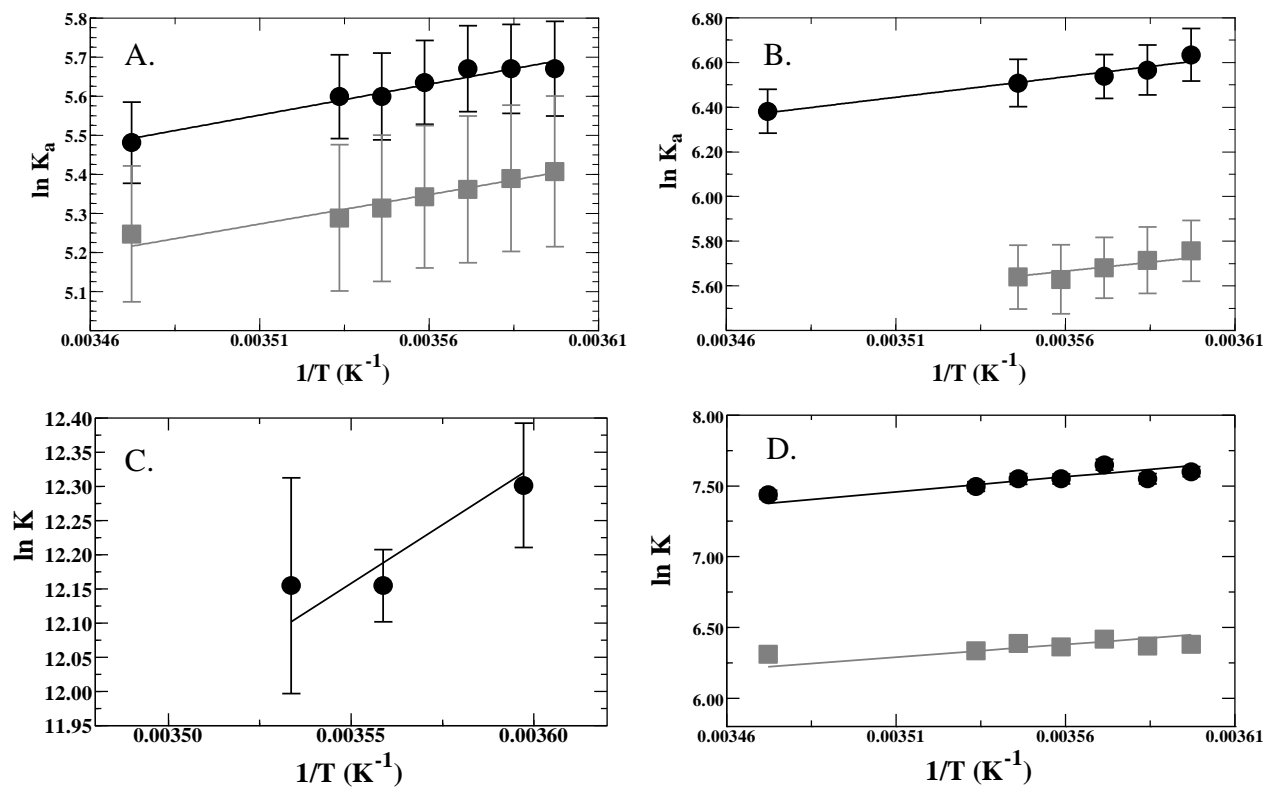 A.
ln Kₐ
5.8
5.7
5.6
5.5
5.4
5.3
5.2
5.1
0.00346 0.00351 0.00356 0.00361
1/T (K⁻¹)
B.
ln Kₐ
6.80
6.60
6.40
6.20
6.00
5.80
5.60
0.00346 0.00351 0.00356 0.00361
1/T (K⁻¹)
C.
ln K
12.40
12.35
12.30
12.25
12.20
12.15
12.10
12.05
12.00
11.95
0.00350 0.00355 0.00360
1/T (K⁻¹)
D.
ln K
8.00
7.50
7.00
6.50
6.00
0.00346 0.00351 0.00356 0.00361
1/T (K⁻¹)